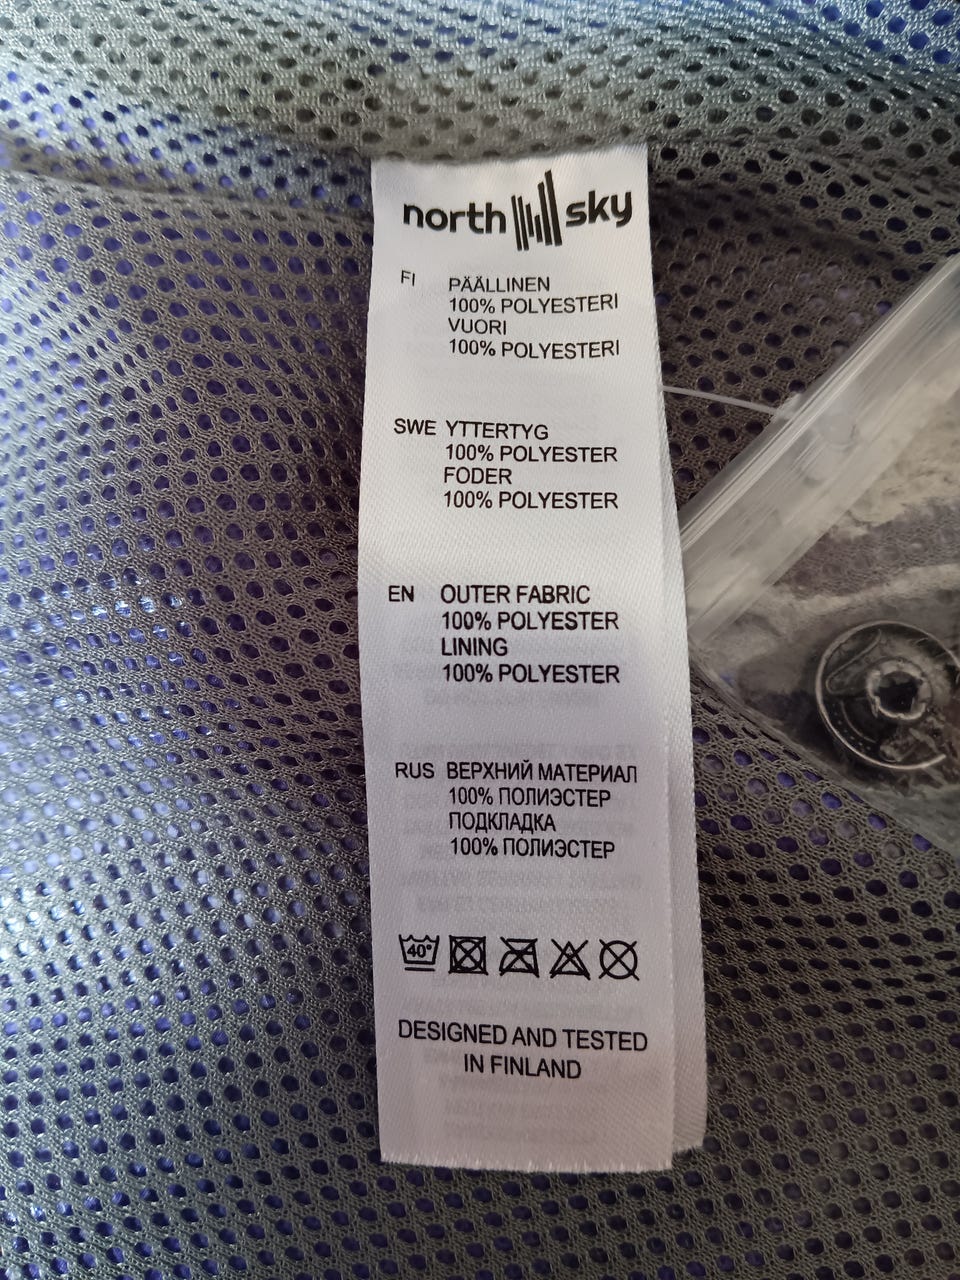 north sky
FI PÄÄLLINEN
100% POLYESTERI
VUORI
100% POLYESTERI
SWE YTTERTYG
100% POLYESTER
FODER
100% POLYESTER
EN OUTER FABRIC
100% POLYESTER
LINING
100% POLYESTER
RUS ВЕРХНИЙ МАТЕРИАЛ
100% ПОЛИЭСТЕР
ПОДКЛАДКА
100% ПОЛИЭСТЕР
40°
DESIGNED AND TESTED
IN FINLAND